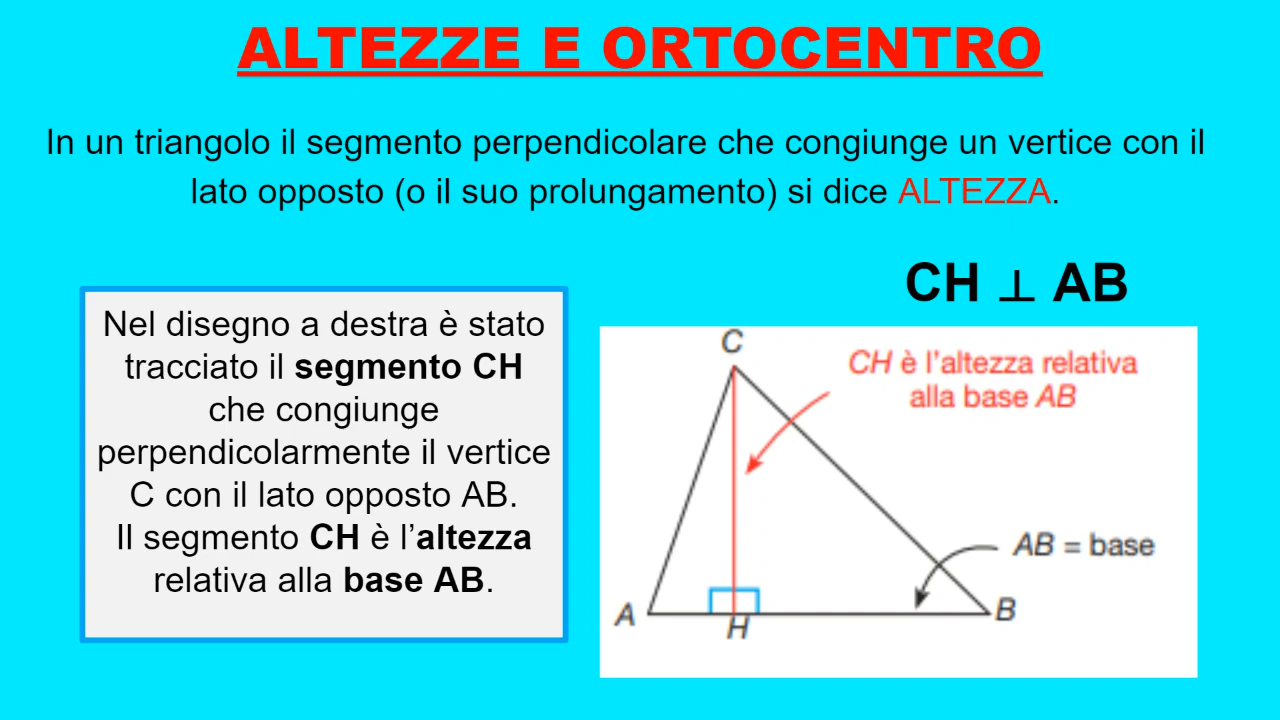 ALTEZZE E ORTOCENTRO
In un triangolo il segmento perpendicolare che congiunge un vertice con il
lato opposto (o il suo prolungamento) si dice ALTEZZA.
Nel disegno a destra è stato
tracciato il segmento CH
che congiunge
perpendicolarmente il vertice
C con il lato opposto AB.
Il segmento CH è l'altezza
relativa alla base AB.
CH ⊥ AB
C
CH è l'altezza relativa
alla base AB
AB = base
A
H
B